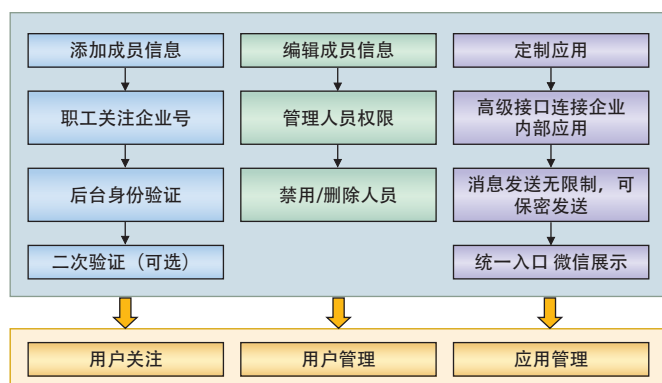 添加成员信息
职工关注企业号
后台身份验证
二次验证（可选）
编辑成员信息
管理人员权限
禁用/删除人员
定制应用
高级接口连接企业
内部应用
消息发送无限制，可
保密发送
统一入口 微信展示
用户关注
用户管理
应用管理